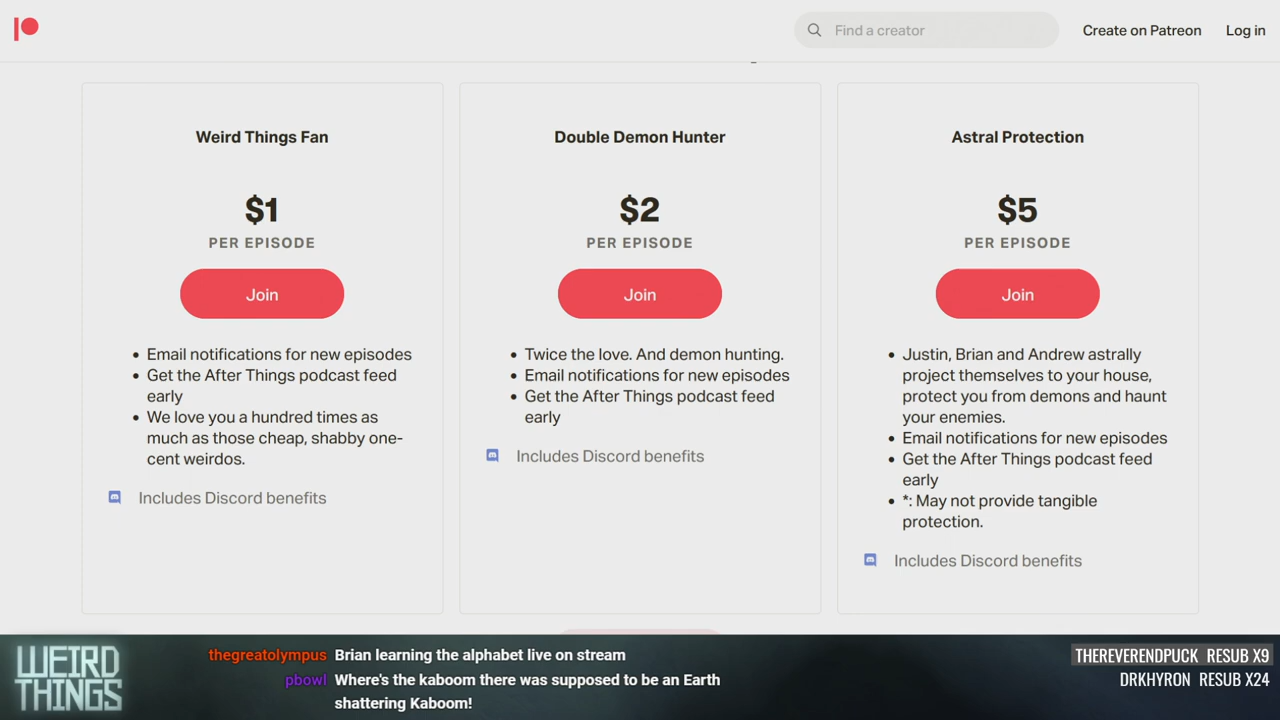 Find a creator
Create on Patreon
Log in
Weird Things Fan
$1
PER EPISODE
Join
• Email notifications for new episodes
• Get the After Things podcast feed
early
• We love you a hundred times as
much as those cheap, shabby one-
cent weirdos.
Includes Discord benefits
Double Demon Hunter
$2
PER EPISODE
Join
• Twice the love. And demon hunting.
• Email notifications for new episodes
• Get the After Things podcast feed
early
Includes Discord benefits
Astral Protection
$5
PER EPISODE
Join
• Justin, Brian and Andrew astrally
project themselves to your house,
protect you from demons and haunt
your enemies.
• Email notifications for new episodes
• Get the After Things podcast feed
early
• *: May not provide tangible
protection.
Includes Discord benefits
WEIRD
THINGS
thegreatolympus Brian learning the alphabet live on stream
pbowl Where's the kaboom there was supposed to be an Earth
shattering Kaboom!
THEREVERENDPUCK RESUB X9
DRKHYRON RESUB X24